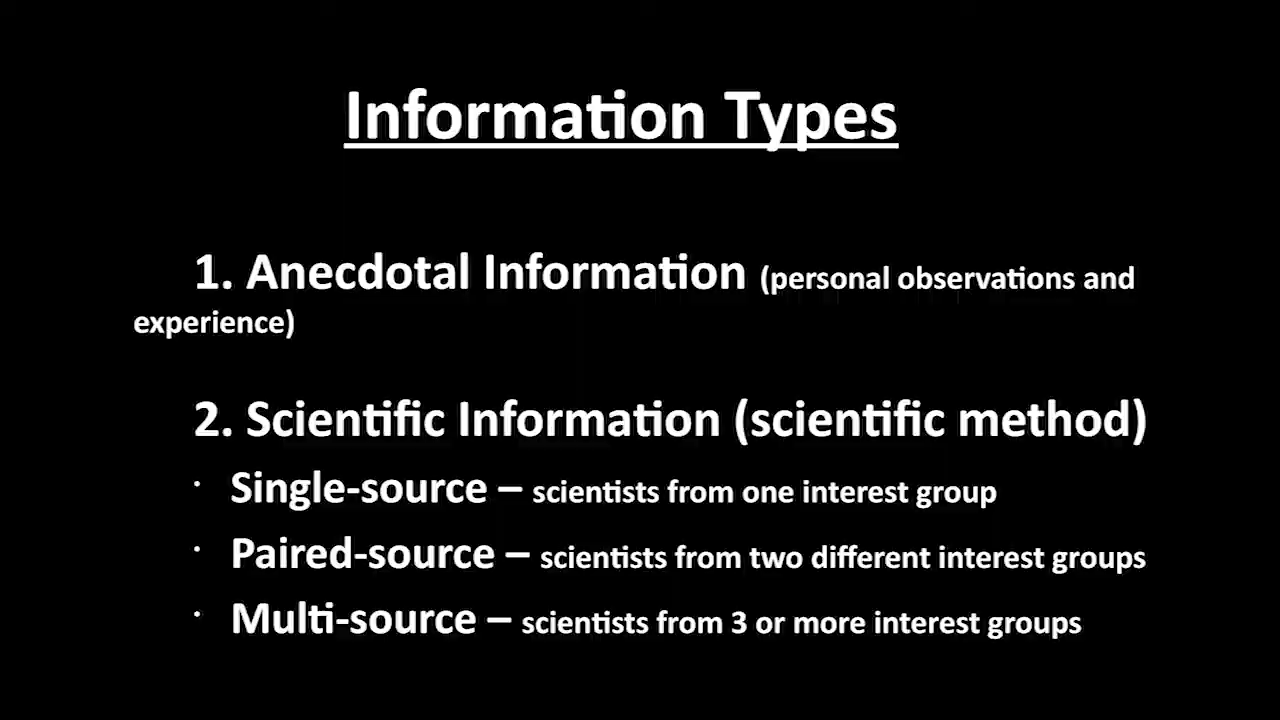 Information Types
1. Anecdotal Information (personal observations and
experience)
2. Scientific Information (scientific method)
· Single-source – scientists from one interest group
· Paired-source – scientists from two different interest groups
· Multi-source – scientists from 3 or more interest groups